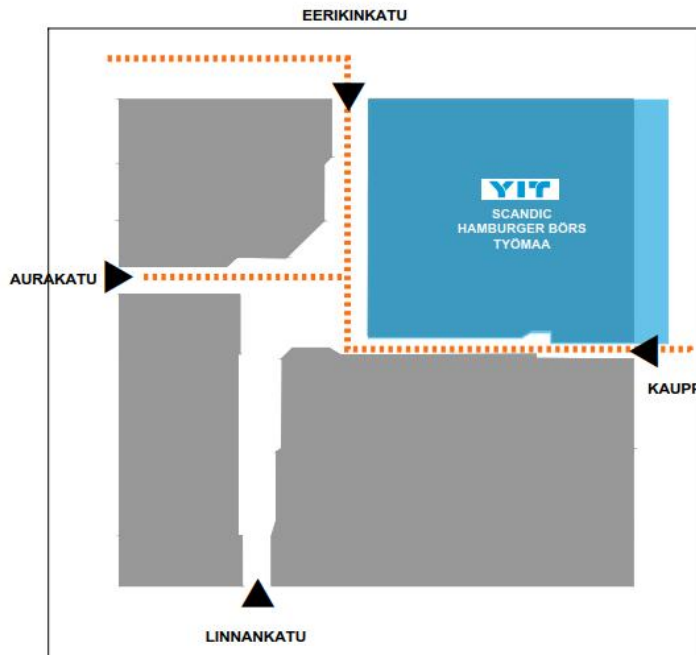 EERIKINKATU
YIT
SCANDIC
HAMBURGER BÖRS
TYÖMAA
AURAKATU
KAUPP
LINNANKATU